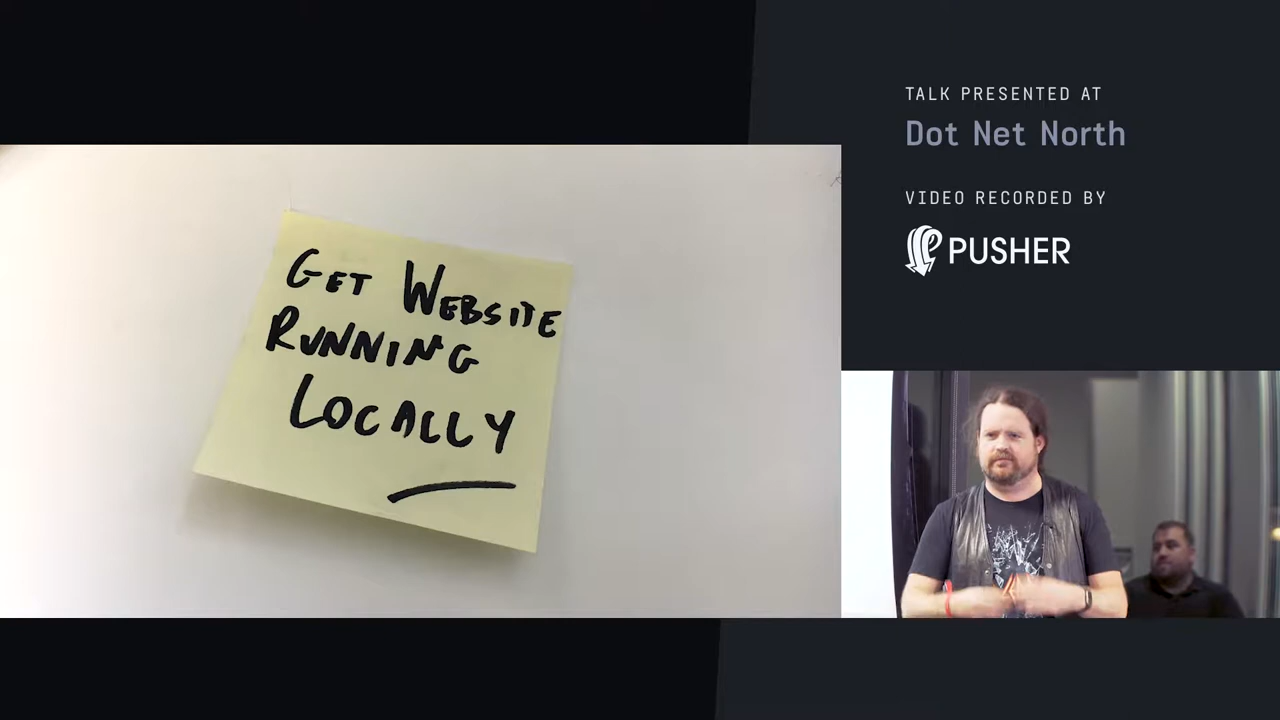 GET WEBSITE
RUNNING
LOCALLY
TALK PRESENTED AT
Dot Net North
VIDEO RECORDED BY
PUSHER